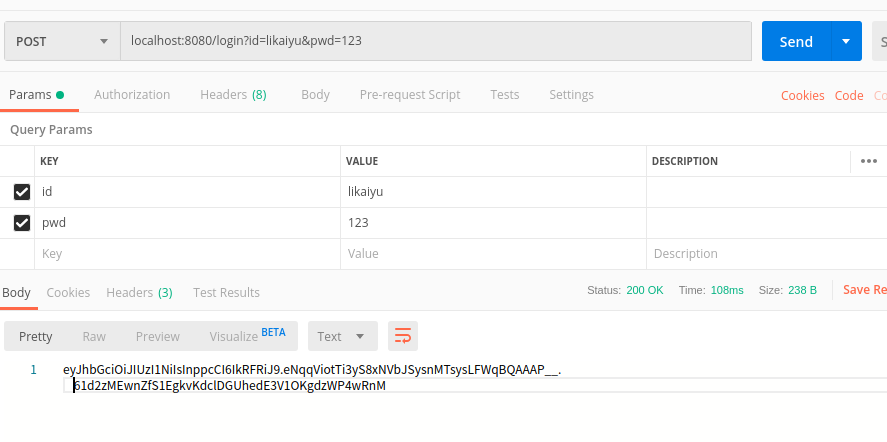 POST localhost:8080/login?id=likaiyu&pwd=123 Send
Params Authorization Headers (8) Body Pre-request Script Tests Settings Cookies Code
Query Params
KEY VALUE DESCRIPTION
id likaiyu
pwd 123
Key Value Description
Body Cookies Headers (3) Test Results Status: 200 OK Time: 108ms Size: 238 B Save Re
Pretty Raw Preview Visualize BETA Text
1 eyJhbGciOiJIUzI1NiIsInppcCI6IkRFRiJ9.eNqqViotTi3yS8xNVbJSysnMTsysLFWqBQAAAP__.
61d2zMEwnZfS1EgkvKdclDGUhedE3V1OKgdzWP4wRnM